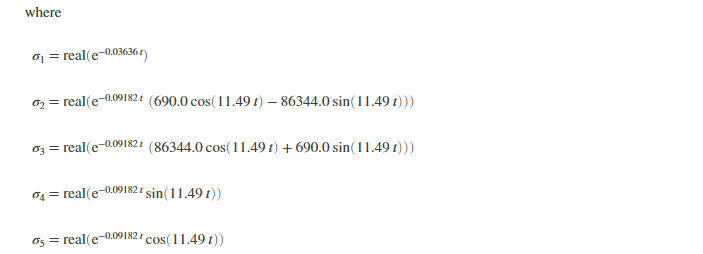 where
σ₁ = real(e^−0.03636 t)
σ₂ = real(e^−0.09182 t (690.0 cos(11.49 t) − 86344.0 sin(11.49 t)))
σ₃ = real(e^−0.09182 t (86344.0 cos(11.49 t) + 690.0 sin(11.49 t)))
σ₄ = real(e^−0.09182 t sin(11.49 t))
σ₅ = real(e^−0.09182 t cos(11.49 t))